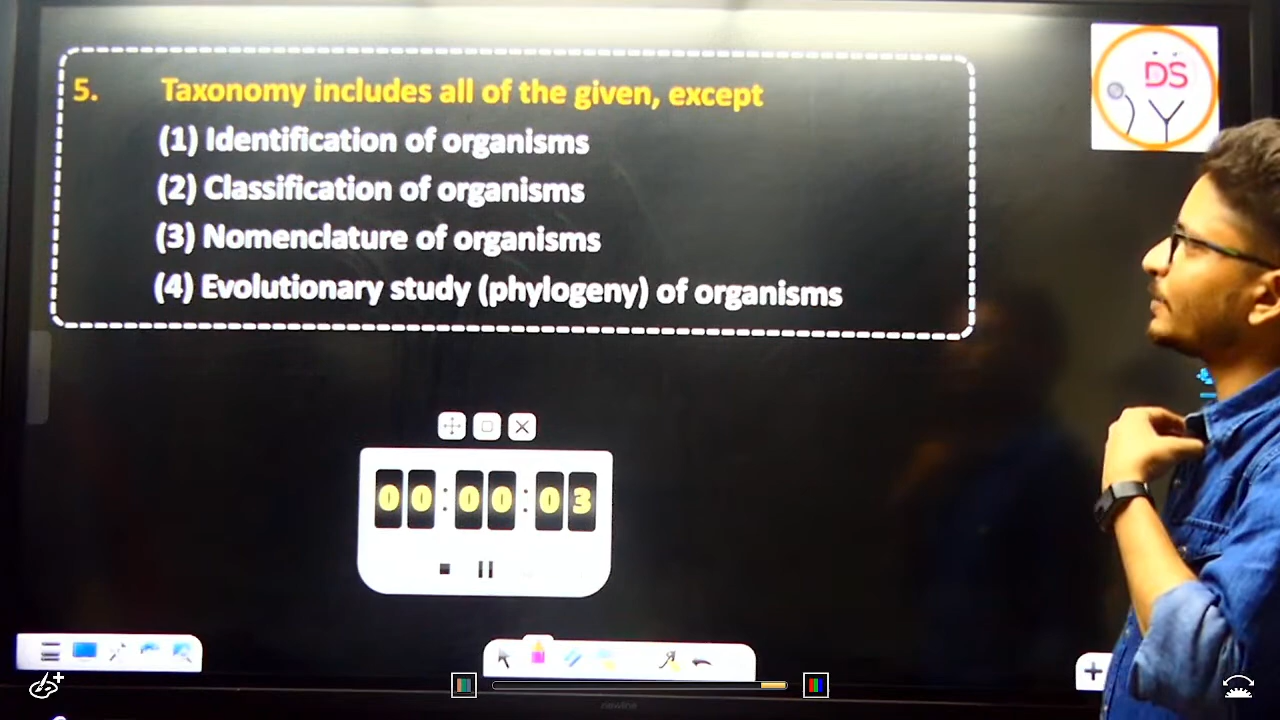 DS
5. Taxonomy includes all of the given, except
(1) Identification of organisms
(2) Classification of organisms
(3) Nomenclature of organisms
(4) Evolutionary study (phylogeny) of organisms
00:00:03
newline